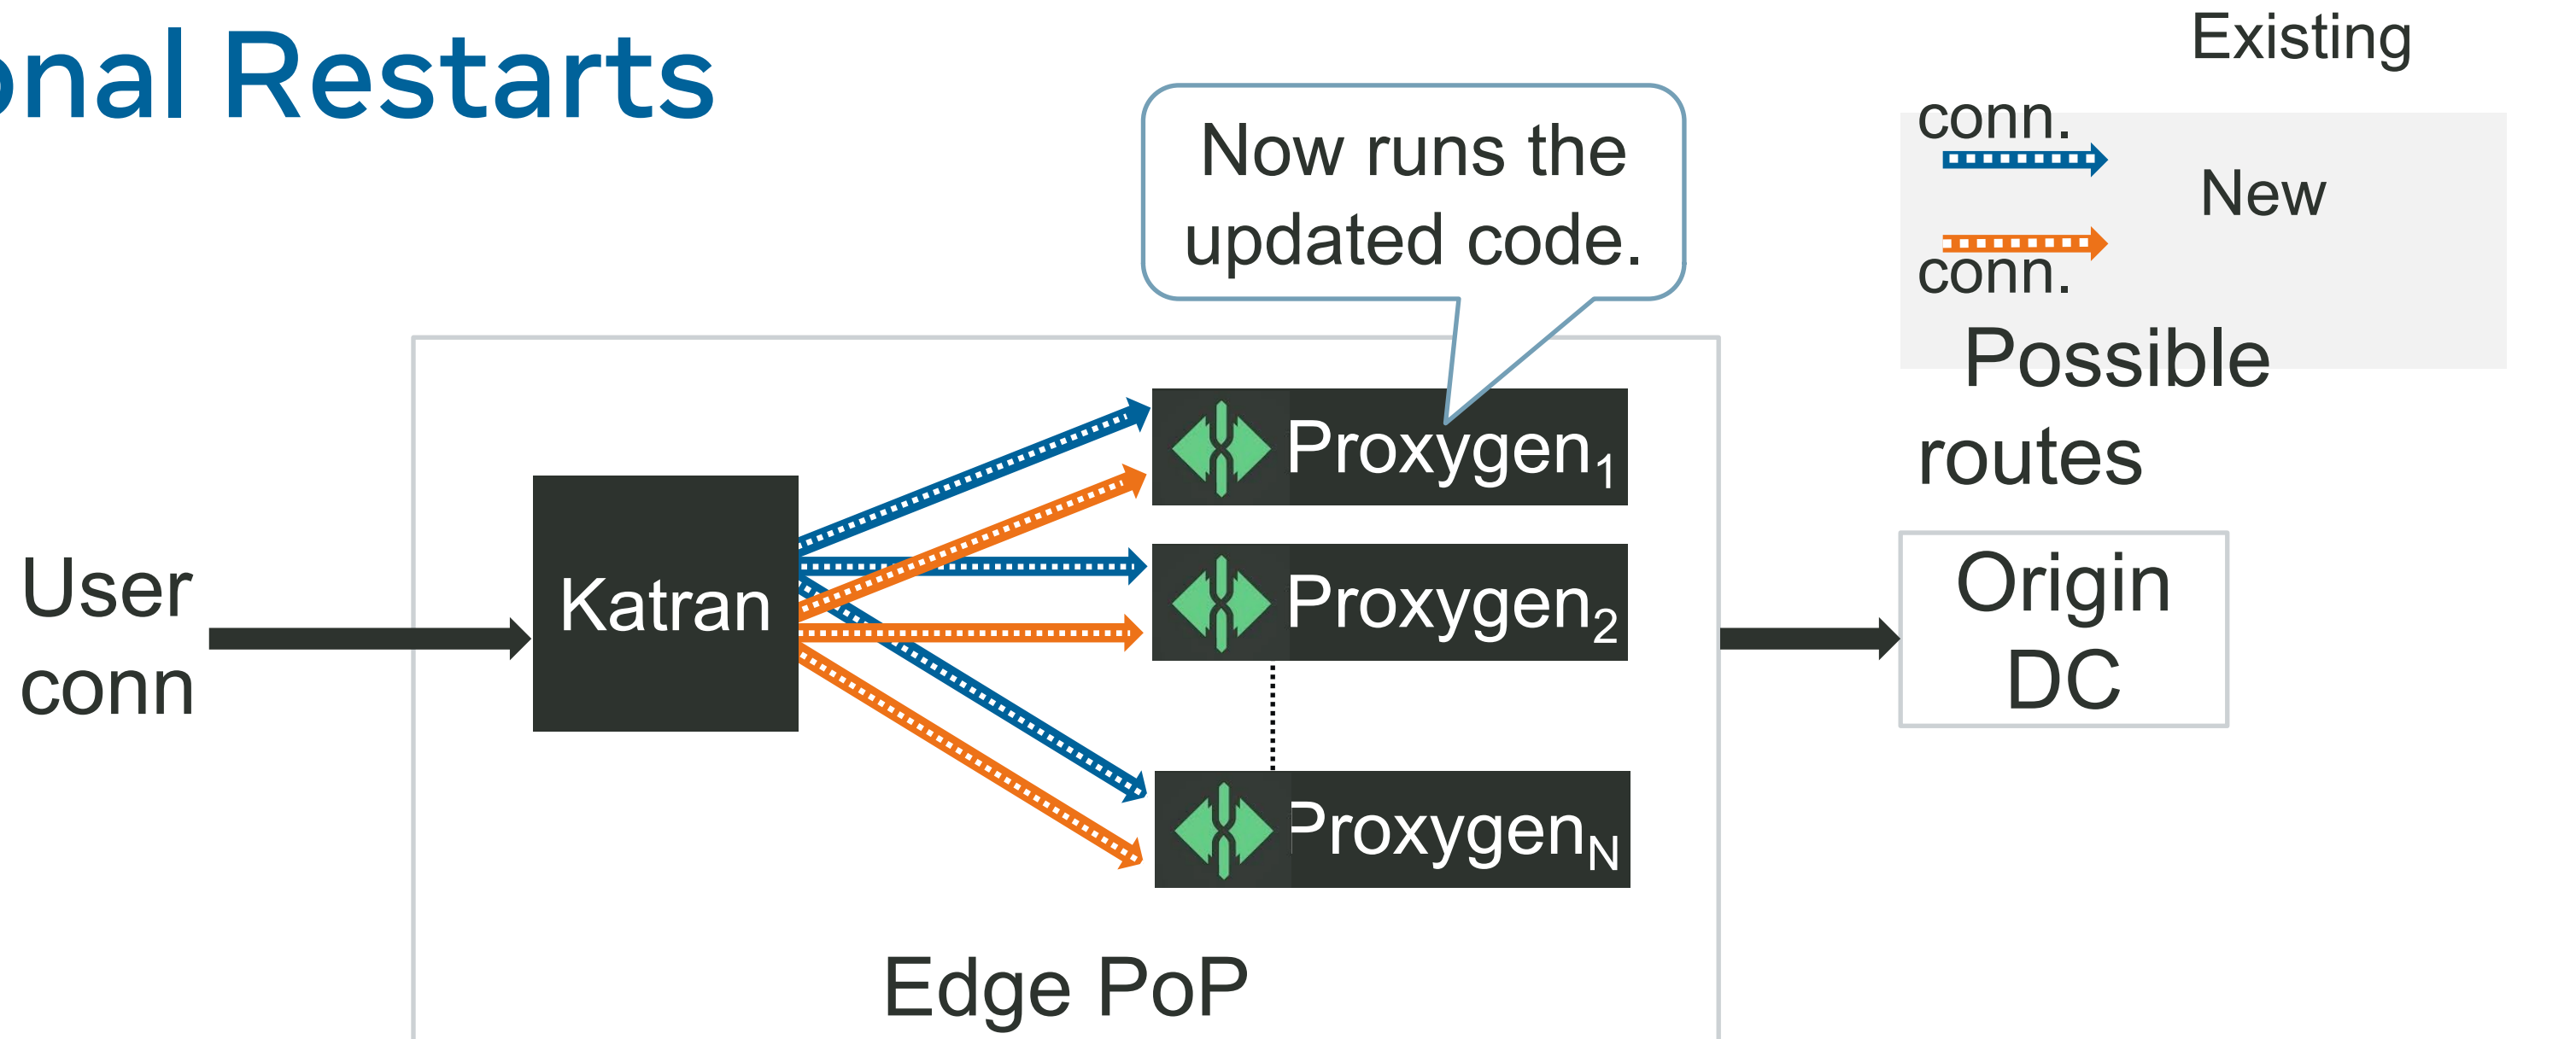 onal Restarts
Existing
conn.
New
conn.
Possible
routes
Now runs the
updated code.
User
conn
Katran
Proxygen1
Proxygen2
ProxygenN
Origin
DC
Edge PoP